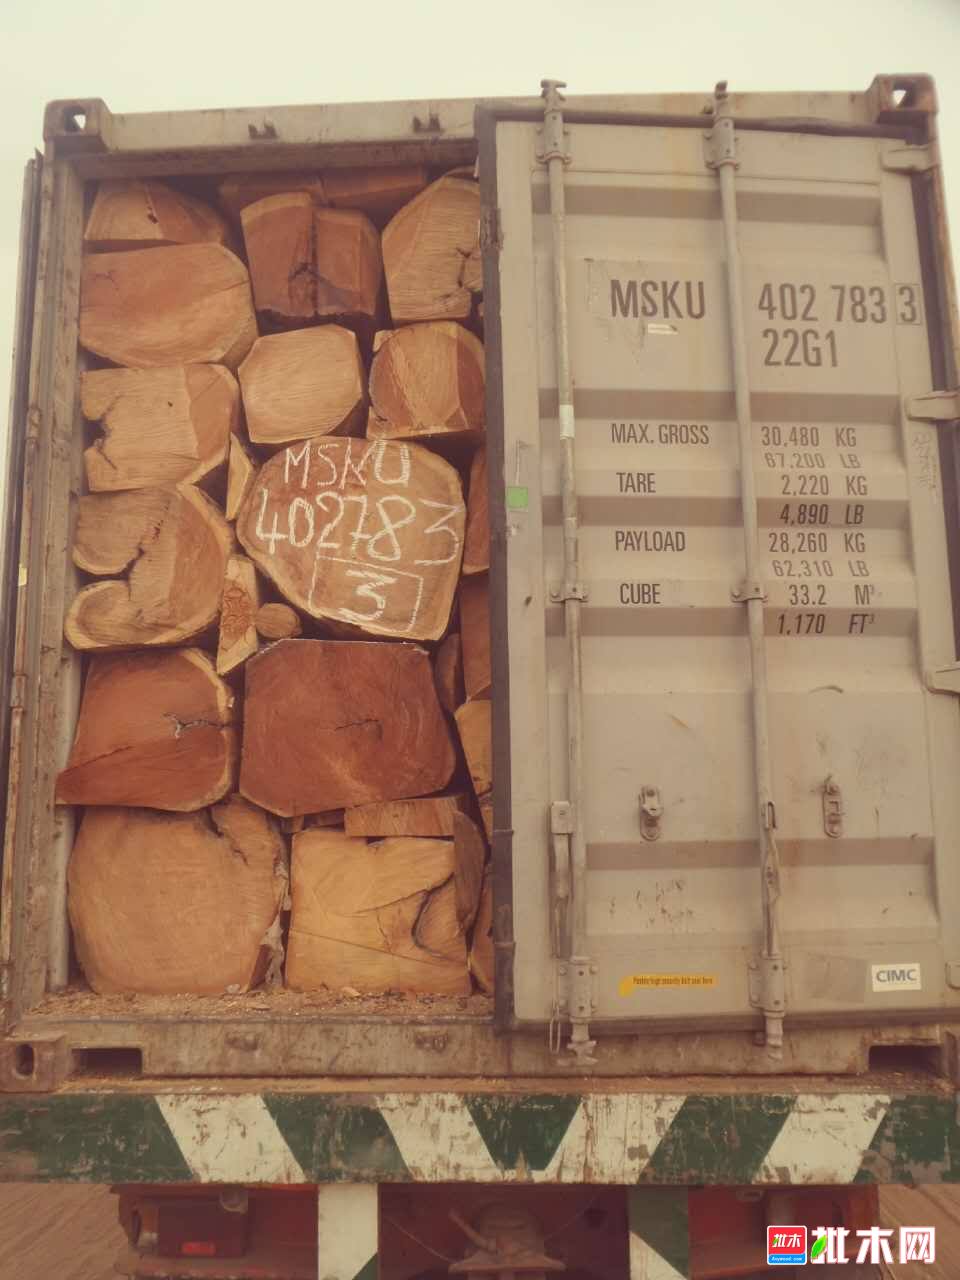 MSKU 402 783 3
22G1
MAX. GROSS 30,480 KG
67,200 LB
TARE 2,220 KG
4,890 LB
PAYLOAD 28,260 KG
62,310 LB
CUBE 33.2 M³
1,170 FT³
MSKU
402783
3
CIMC
批木
批木网